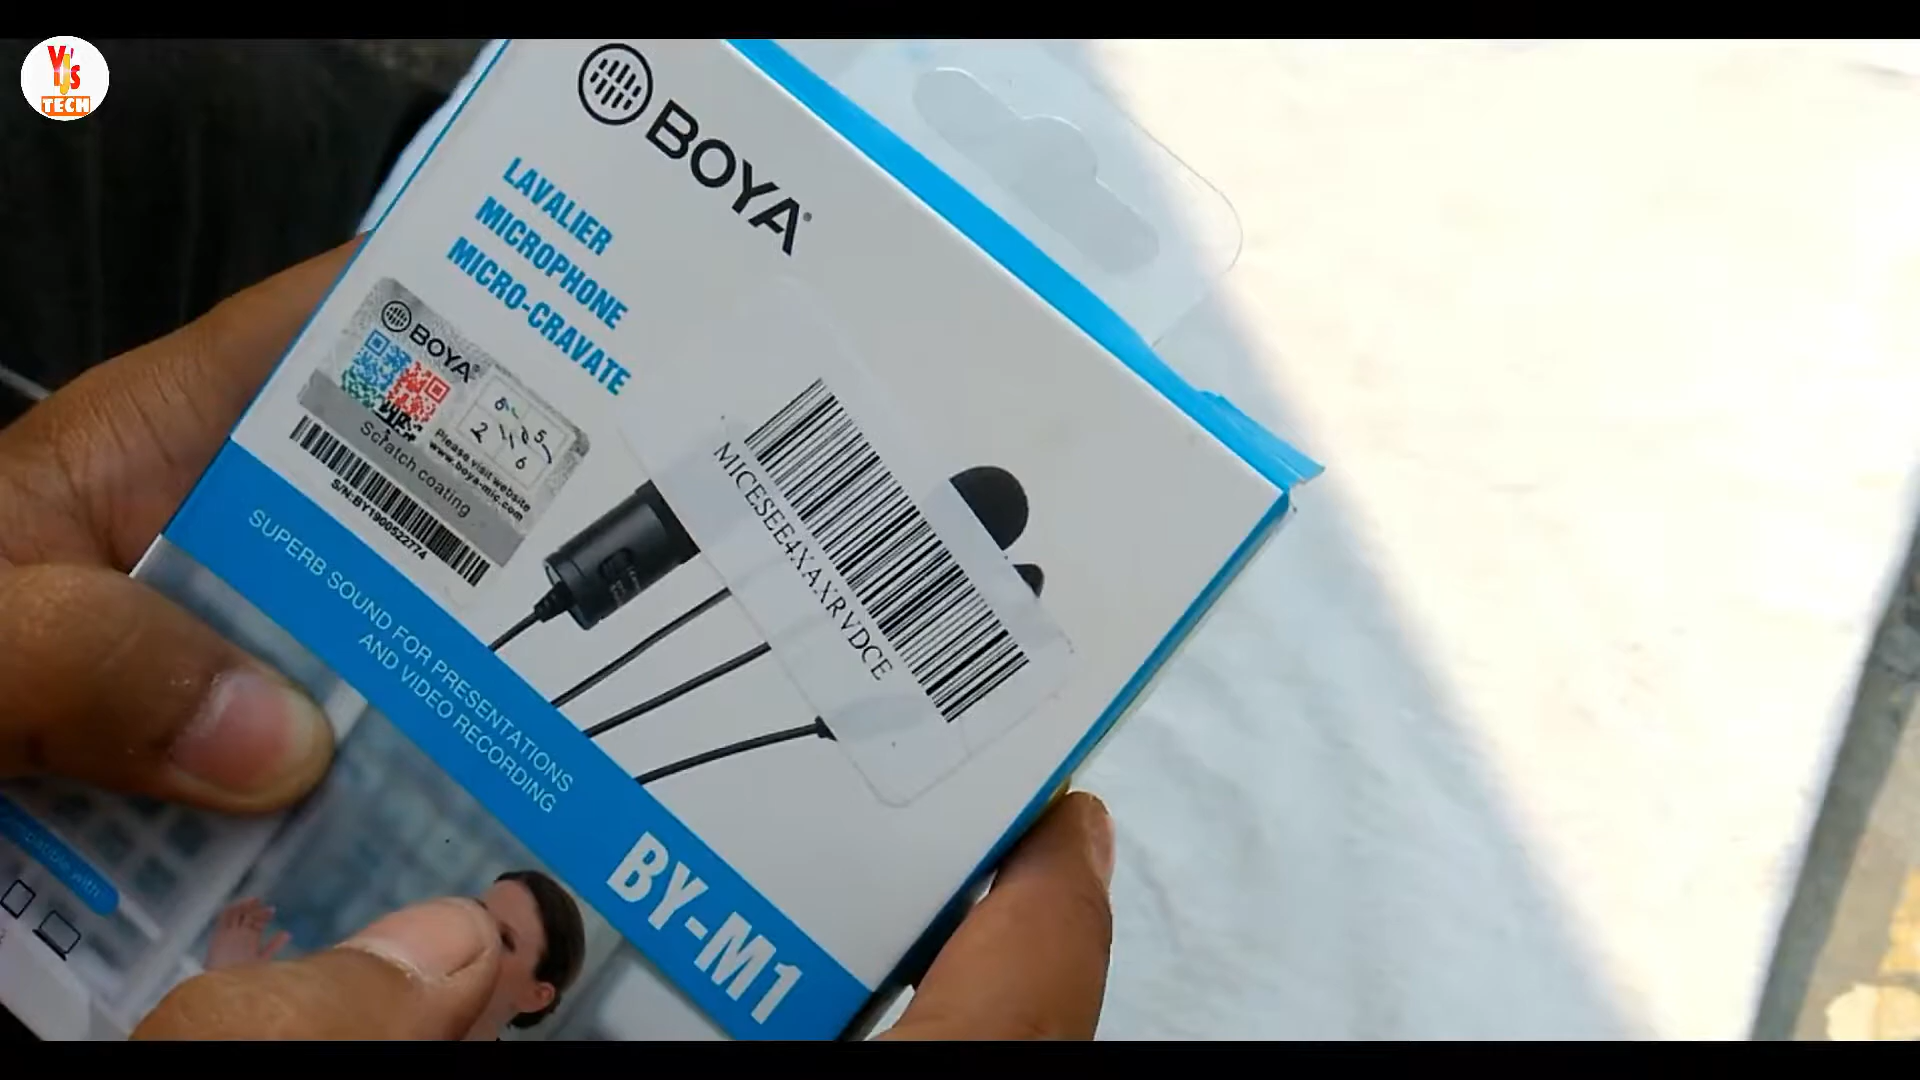 V's
TECH
BOYA
LAVALIER
MICROPHONE
MICRO-CRAVATE
BOYA
Please visit website
www.boya-mic.com
Scratch coating
S/N:BY1900522774
MICESEE4XAXRVDCE
SUPERB SOUND FOR PRESENTATIONS
AND VIDEO RECORDING
BY-M1